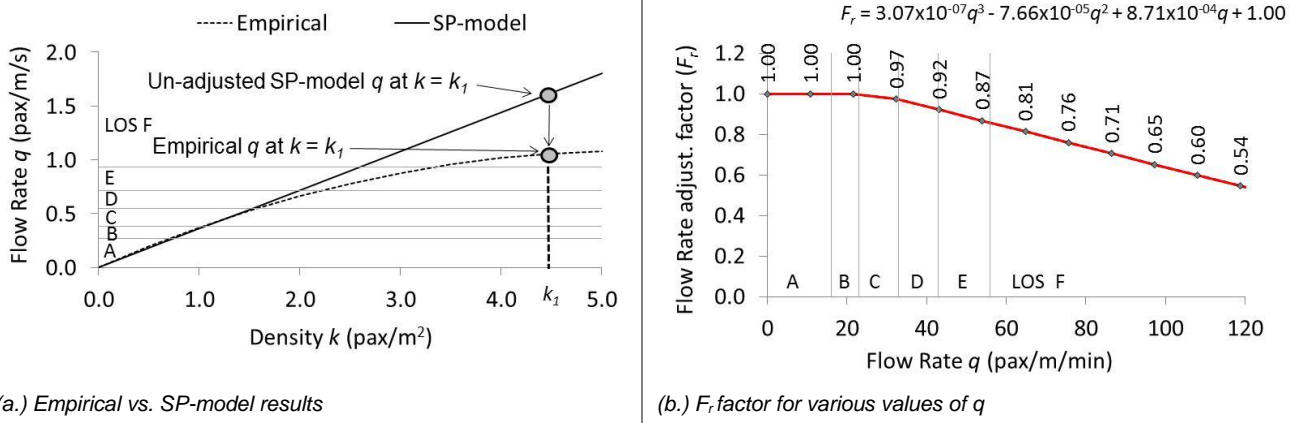 Empirical
SP-model
Flow Rate q (pax/m/s)
2.0
1.5
1.0
0.5
0.0
Un-adjusted SP-model q at k = k₁
LOS F
Empirical q at k = k₁
E
D
C
B
A
0.0 1.0 2.0 3.0 4.0 k₁ 5.0
Density k (pax/m²)
(a.) Empirical vs. SP-model results
Fᵣ = 3.07x10⁻⁰⁷q³ - 7.66x10⁻⁰⁵q² + 8.71x10⁻⁰⁴q + 1.00
Flow Rate adjust. factor (Fᵣ)
1.2
1.0
0.8
0.6
0.4
0.2
0.0
1.00
1.00
1.00
0.97
0.92
0.87
0.81
0.76
0.71
0.65
0.60
0.54
A B C D E LOS F
0 20 40 60 80 100 120
Flow Rate q (pax/m/min)
(b.) Fᵣ factor for various values of q